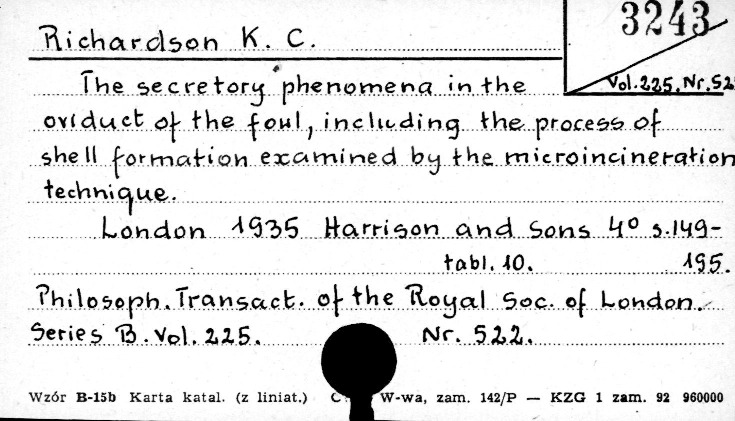 3243
Richardson K. C.
Vol. 225, Nr. 52
The secretory phenomena in the
oviduct of the fowl, including the process of
shell formation examined by the microincineration
technique.
London 1935 Harrison and Sons 4º s. 149-
tabl. 10. 195.
Philosoph. Transact. of the Royal Soc. of London.
Series B. Vol. 225. Nr. 522.
Wzór B-15b Karta katal. (z liniat.) C W-wa, zam. 142/P — KZG 1 zam. 92 960000